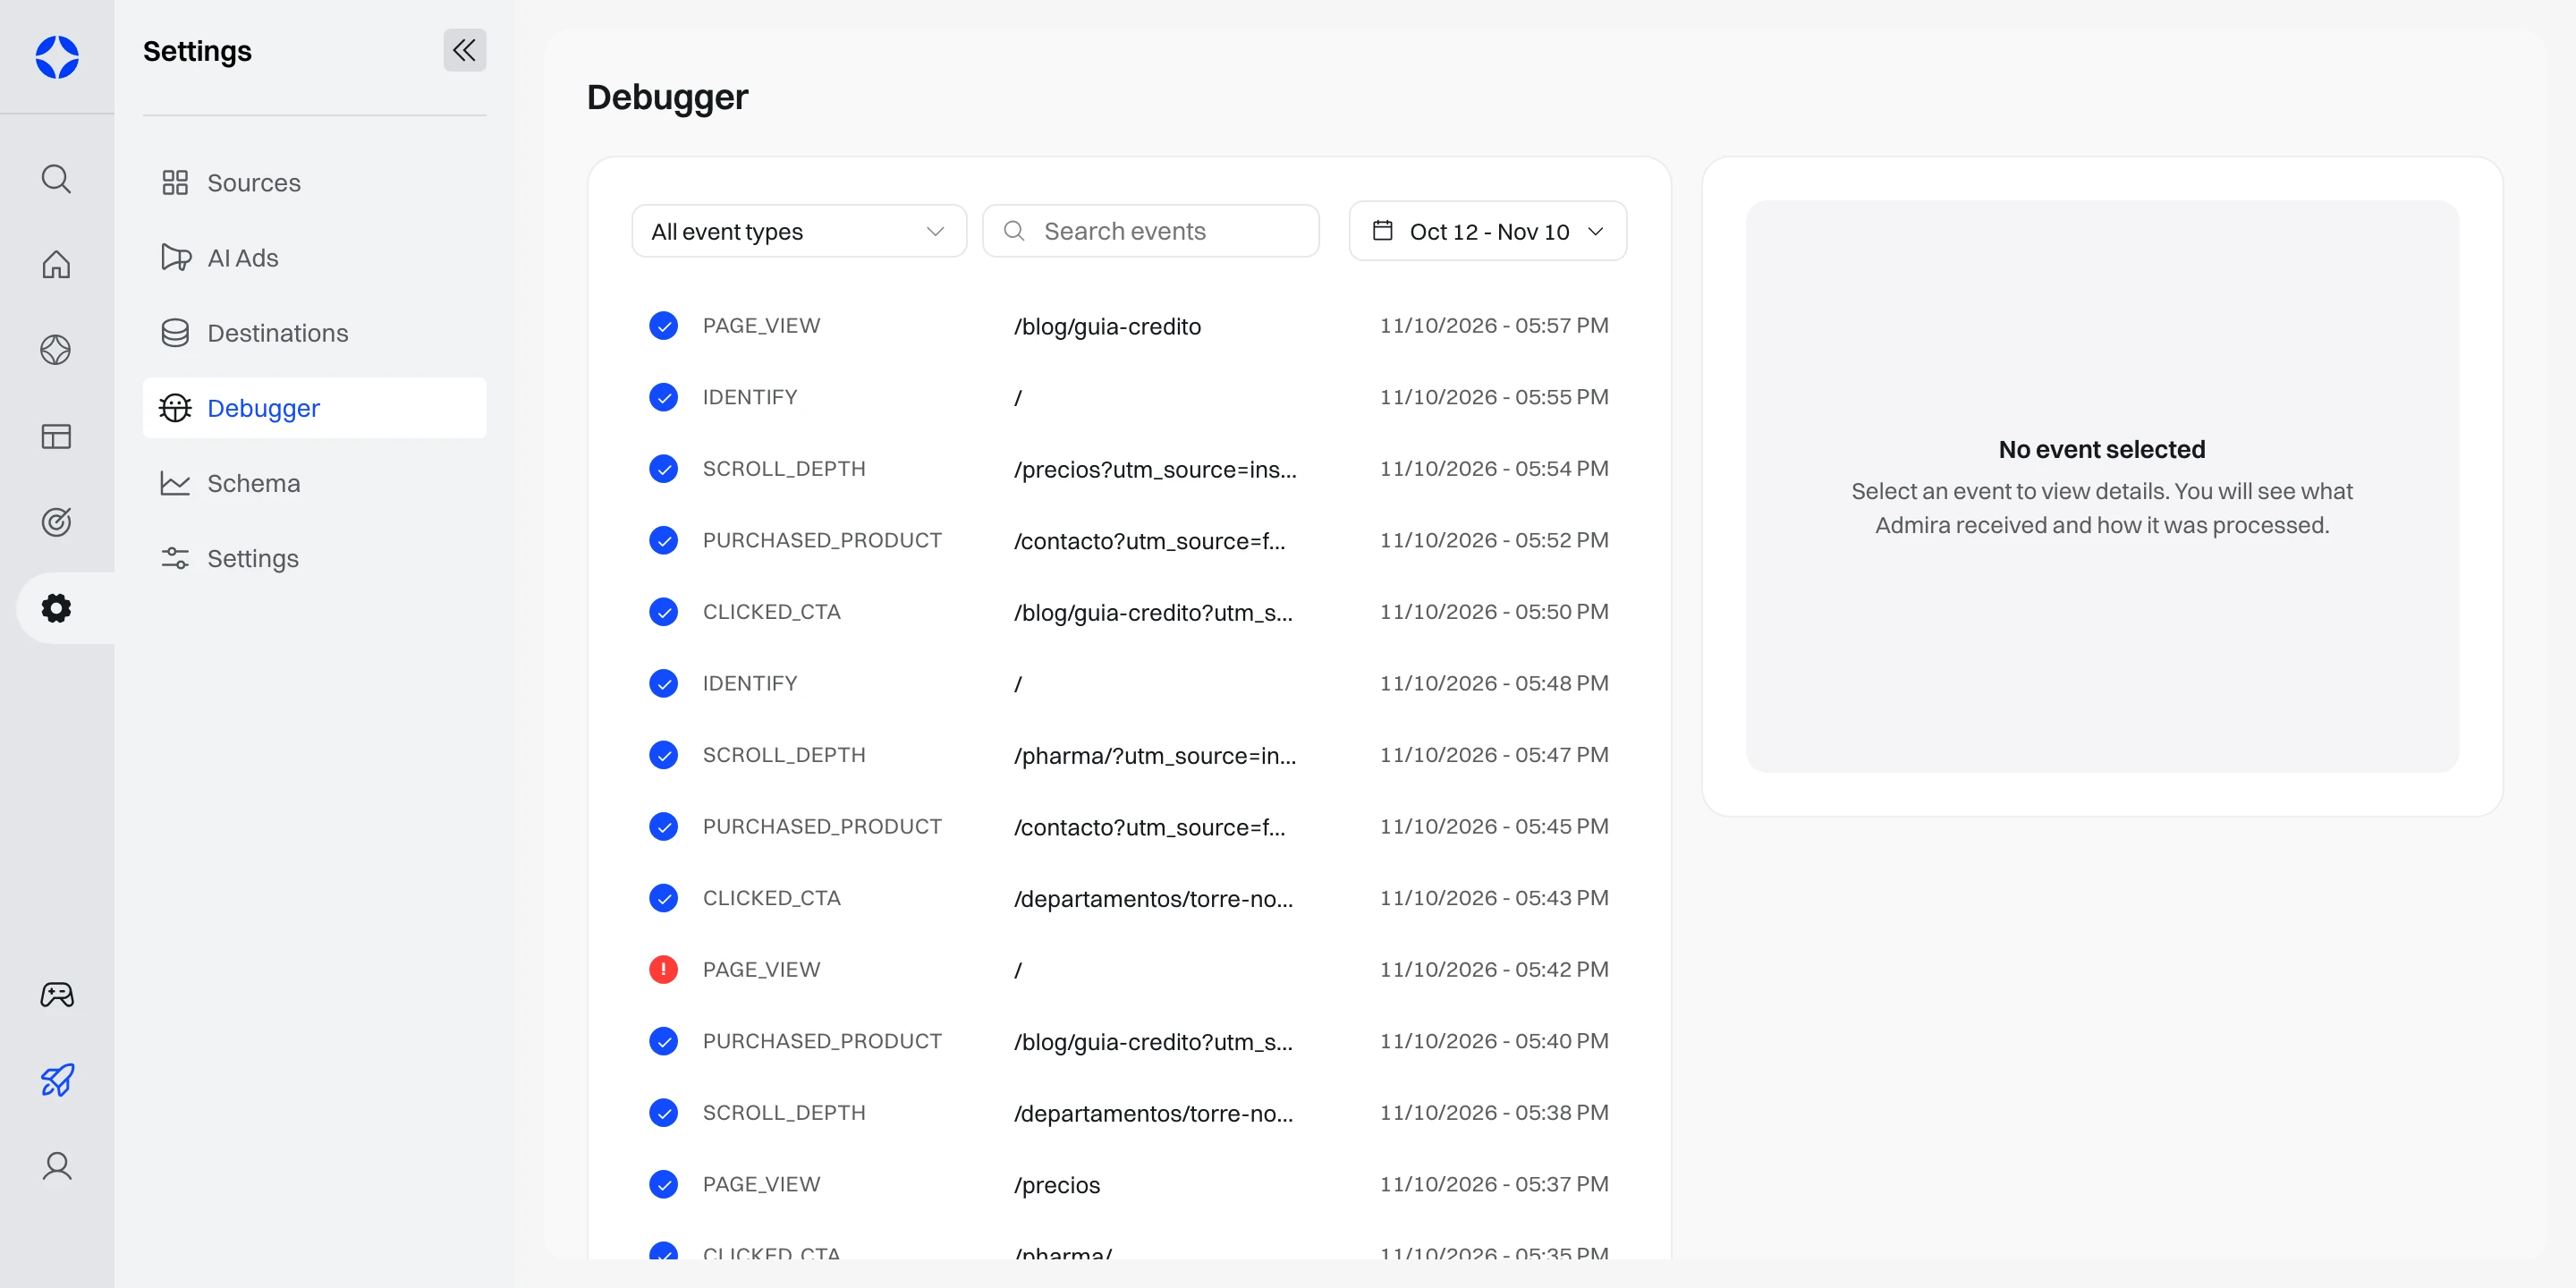 Settings
Sources
AI Ads
Destinations
Debugger
Schema
Settings
Debugger
All event types
Search events
Oct 12 - Nov 10
PAGE_VIEW /blog/guia-credito 11/10/2026 - 05:57 PM
IDENTIFY / 11/10/2026 - 05:55 PM
SCROLL_DEPTH /precios?utm_source=ins... 11/10/2026 - 05:54 PM
PURCHASED_PRODUCT /contacto?utm_source=f... 11/10/2026 - 05:52 PM
CLICKED_CTA /blog/guia-credito?utm_s... 11/10/2026 - 05:50 PM
IDENTIFY / 11/10/2026 - 05:48 PM
SCROLL_DEPTH /pharma/?utm_source=in... 11/10/2026 - 05:47 PM
PURCHASED_PRODUCT /contacto?utm_source=f... 11/10/2026 - 05:45 PM
CLICKED_CTA /departamentos/torre-no... 11/10/2026 - 05:43 PM
PAGE_VIEW / 11/10/2026 - 05:42 PM
PURCHASED_PRODUCT /blog/guia-credito?utm_s... 11/10/2026 - 05:40 PM
SCROLL_DEPTH /departamentos/torre-no... 11/10/2026 - 05:38 PM
PAGE_VIEW /precios 11/10/2026 - 05:37 PM
CLICKED_CTA /pharma/ 11/10/2026 - 05:35 PM
No event selected
Select an event to view details. You will see what
Admira received and how it was processed.